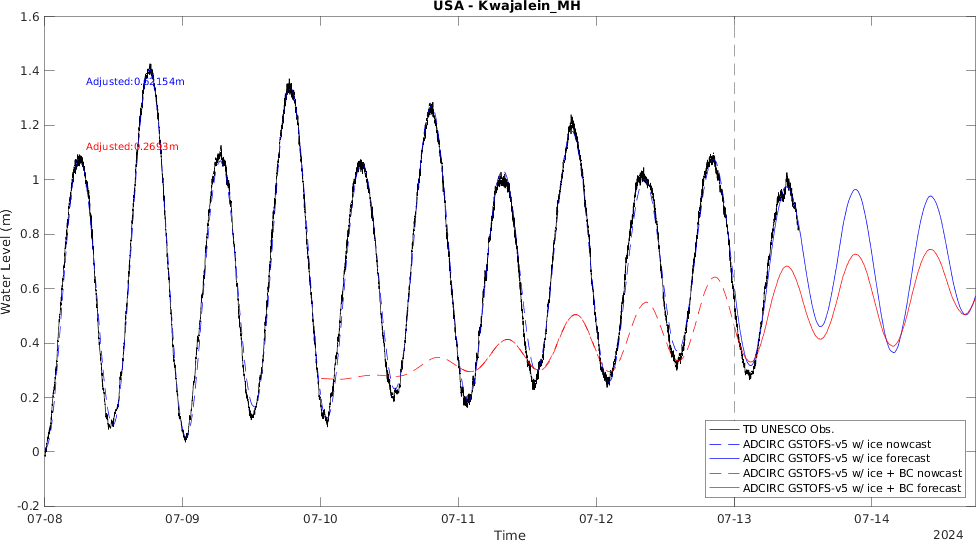 USA - Kwajalein_MH
1.6
1.4
1.2
1
0.8
0.6
0.4
0.2
0
-0.2
Water Level (m)
Adjusted:0.62154m
Adjusted:0.2693m
TD UNESCO Obs.
ADCIRC GSTOFS-v5 w/ ice nowcast
ADCIRC GSTOFS-v5 w/ ice forecast
ADCIRC GSTOFS-v5 w/ ice + BC nowcast
ADCIRC GSTOFS-v5 w/ ice + BC forecast
07-08 07-09 07-10 07-11 07-12 07-13 07-14
Time
2024